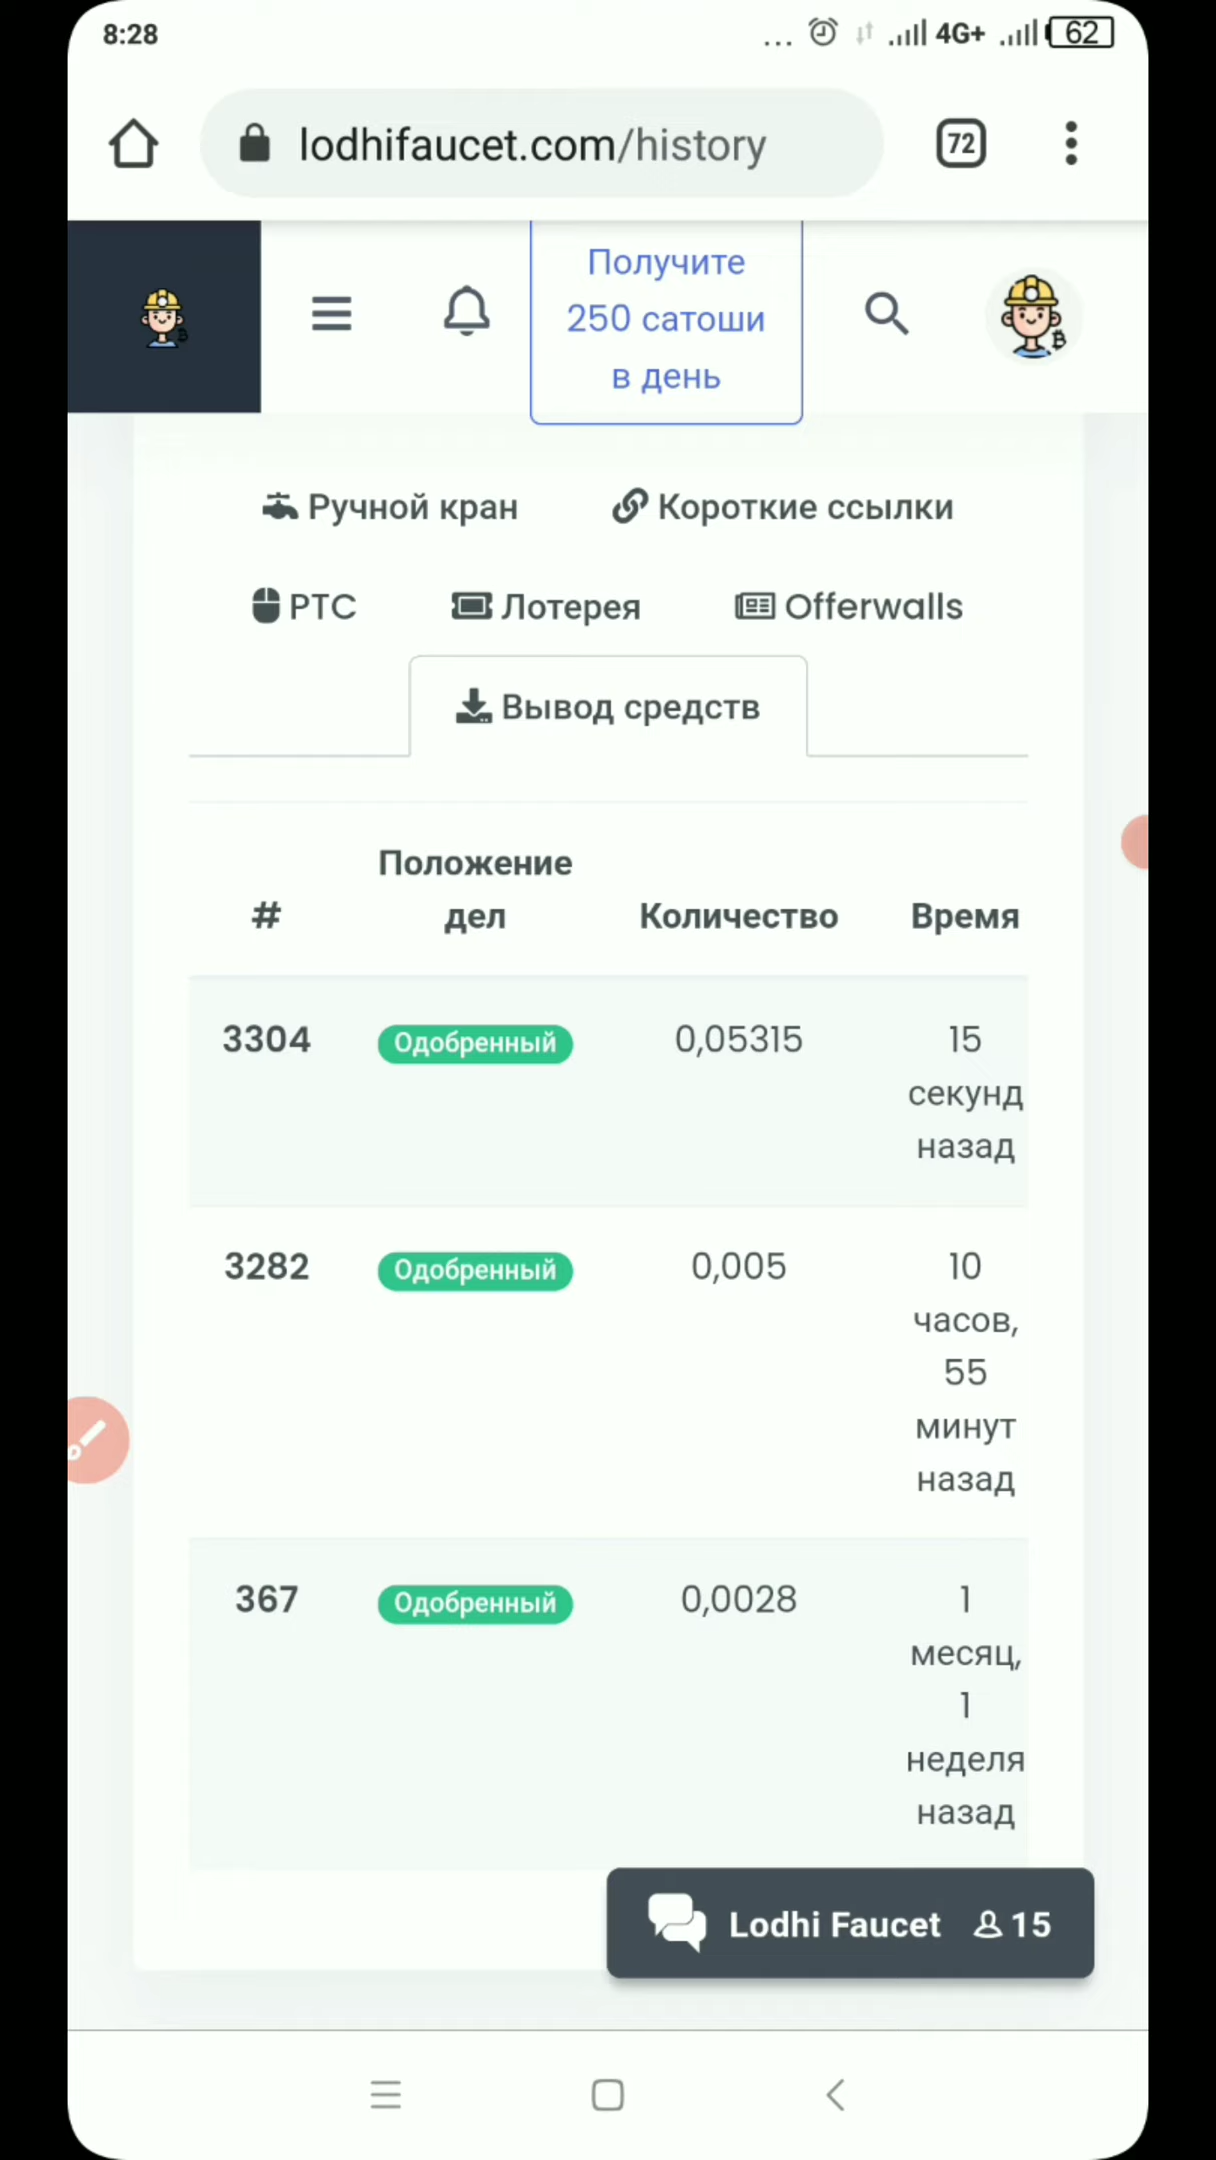 8:28
... 4G+ 62
lodhifaucet.com/history
72
Получите
250 сатоши
в день
Ручной кран
Короткие ссылки
PTC
Лотерея
Offerwalls
Вывод средств
Положение
# дел Количество Время
3304 Одобренный 0,05315 15
секунд
назад
3282 Одобренный 0,005 10
часов,
55
минут
назад
367 Одобренный 0,0028 1
месяц,
1
неделя
назад
Lodhi Faucet 15